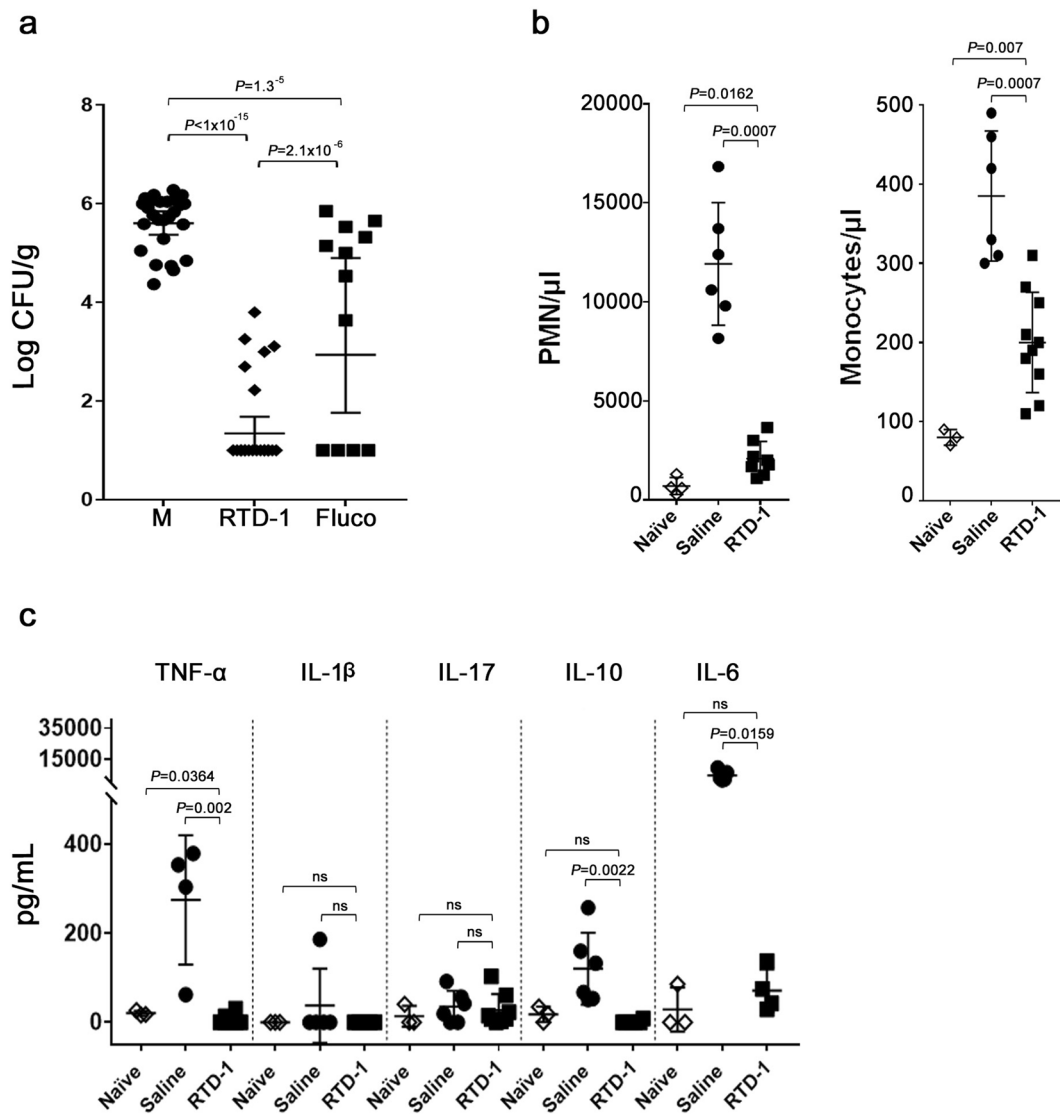 a
P=1.3-5
P<1x10-15
P=2.1x10-6
Log CFU/g
8
6
4
2
0
M RTD-1 Fluco
b
P=0.0162
P=0.0007
PMN/µl
20000
15000
10000
5000
0
Naïve Saline RTD-1
P=0.007
P=0.0007
Monocytes/µl
500
400
300
200
100
0
Naïve Saline RTD-1
c
TNF-α IL-1β IL-17 IL-10 IL-6
pg/mL
35000
15000
400
200
0
P=0.0364
P=0.002
ns
ns
ns
ns
ns
P=0.0022
ns
P=0.0159
Naïve Saline RTD-1 Naïve Saline RTD-1 Naïve Saline RTD-1 Naïve Saline RTD-1 Naïve Saline RTD-1